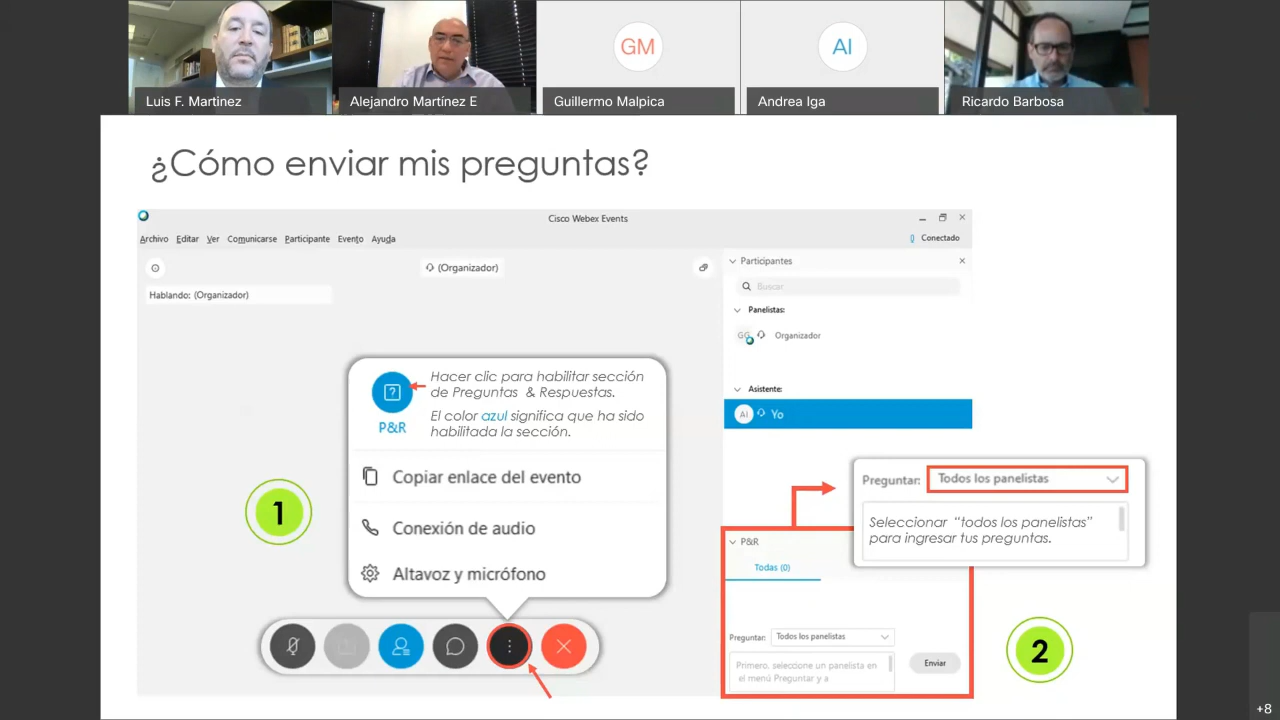 GM
AI
Luis F. Martinez
Alejandro Martínez E
Guillermo Malpica
Andrea Iga
Ricardo Barbosa
¿Cómo enviar mis preguntas?
Cisco Webex Events
Archivo Editar Ver Comunicarse Participante Evento Ayuda
Conectado
(Organizador)
Participantes
Hablando: (Organizador)
Buscar
Panelistas:
GG Organizador
Asistente:
AI Yo
Hacer clic para habilitar sección
de Preguntas & Respuestas.
El color azul significa que ha sido
habilitada la sección.
P&R
Copiar enlace del evento
Conexión de audio
Altavoz y micrófono
1
Preguntar: Todos los panelistas
Seleccionar “todos los panelistas”
para ingresar tus preguntas.
P&R
Todas (0)
Preguntar: Todos los panelistas
Primero, seleccione un panelista en
el menú Preguntar y a
Enviar
2
+8